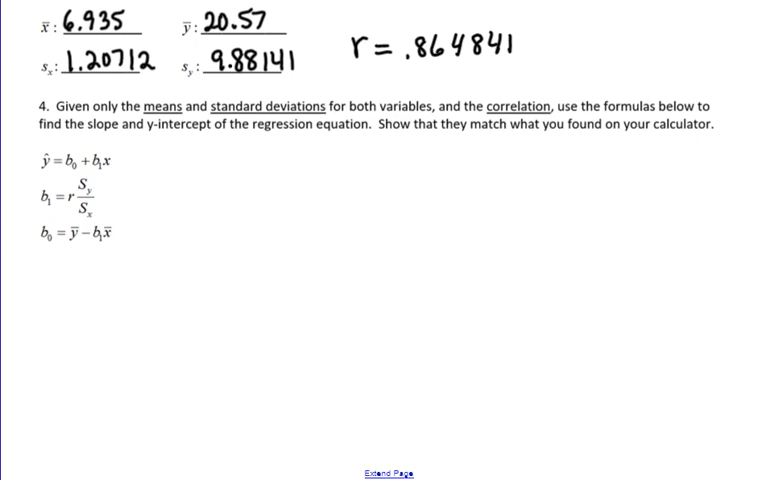 x̄: 6.935 ȳ: 20.57
sₓ: 1.20712 s_y: 9.88141 r = .864841
4. Given only the means and standard deviations for both variables, and the correlation, use the formulas below to
find the slope and y-intercept of the regression equation. Show that they match what you found on your calculator.
ŷ = b₀ + b₁x
b₁ = r S_y / Sₓ
b₀ = ȳ − b₁x̄
Extend Page